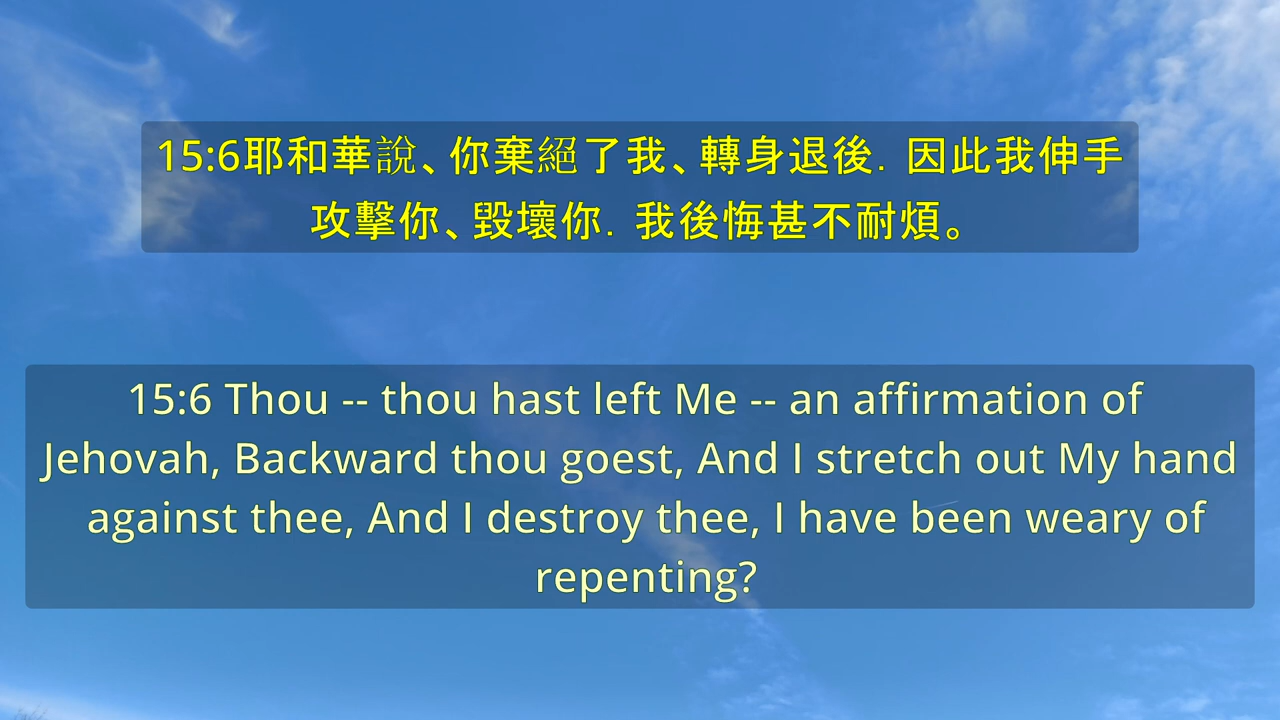 15:6耶和華說、你棄絕了我、轉身退後．因此我伸手
攻擊你、毀壞你．我後悔甚不耐煩。
15:6 Thou -- thou hast left Me -- an affirmation of
Jehovah, Backward thou goest, And I stretch out My hand
against thee, And I destroy thee, I have been weary of
repenting?